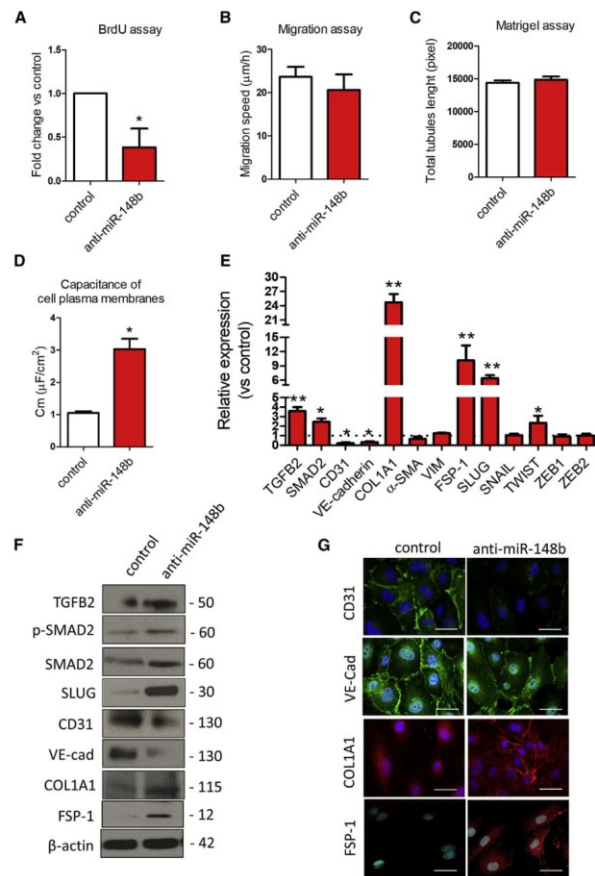 A
BrdU assay
Fold change vs control
1.5
1.0
0.5
0.0
*
control
anti-miR-148b
B
Migration assay
Migration speed (µm/h)
40
20
0
control
anti-miR-148b
C
Matrigel assay
Total tubules lenght (pixel)
20000
15000
10000
5000
0
control
anti-miR-148b
D
Capacitance of
cell plasma membranes
Cm (µF/cm²)
4
3
2
1
0
*
control
anti-miR-148b
E
Relative expression
(vs control)
30
27
24
21
18
15
10
5
5
4
3
2
1
0
** * * * ** ** ** *
TGFB2
SMAD2
CD31
VE-cadherin
COL1A1
α-SMA
VIM
FSP-1
SLUG
SNAIL
TWIST
ZEB1
ZEB2
F
control
anti-miR-148b
TGFB2 - 50
p-SMAD2 - 60
SMAD2 - 60
SLUG - 30
CD31 - 130
VE-cad - 130
COL1A1 - 115
FSP-1 - 12
β-actin - 42
G
control anti-miR-148b
CD31
VE-Cad
COL1A1
FSP-1